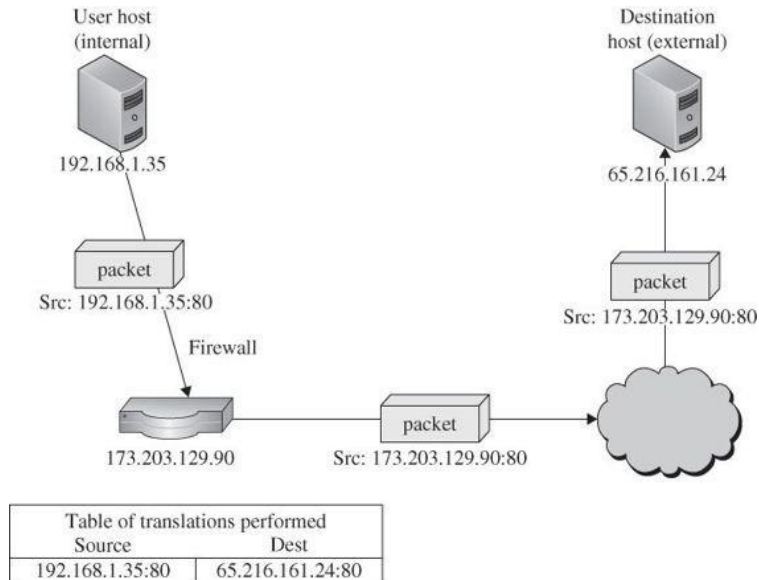 User host
(internal)
Destination
host (external)
192.168.1.35
65.216.161.24
packet
Src: 192.168.1.35:80
packet
Src: 173.203.129.90:80
Firewall
173.203.129.90
packet
Src: 173.203.129.90:80
Table of translations performed
Source Dest
192.168.1.35:80 65.216.161.24:80